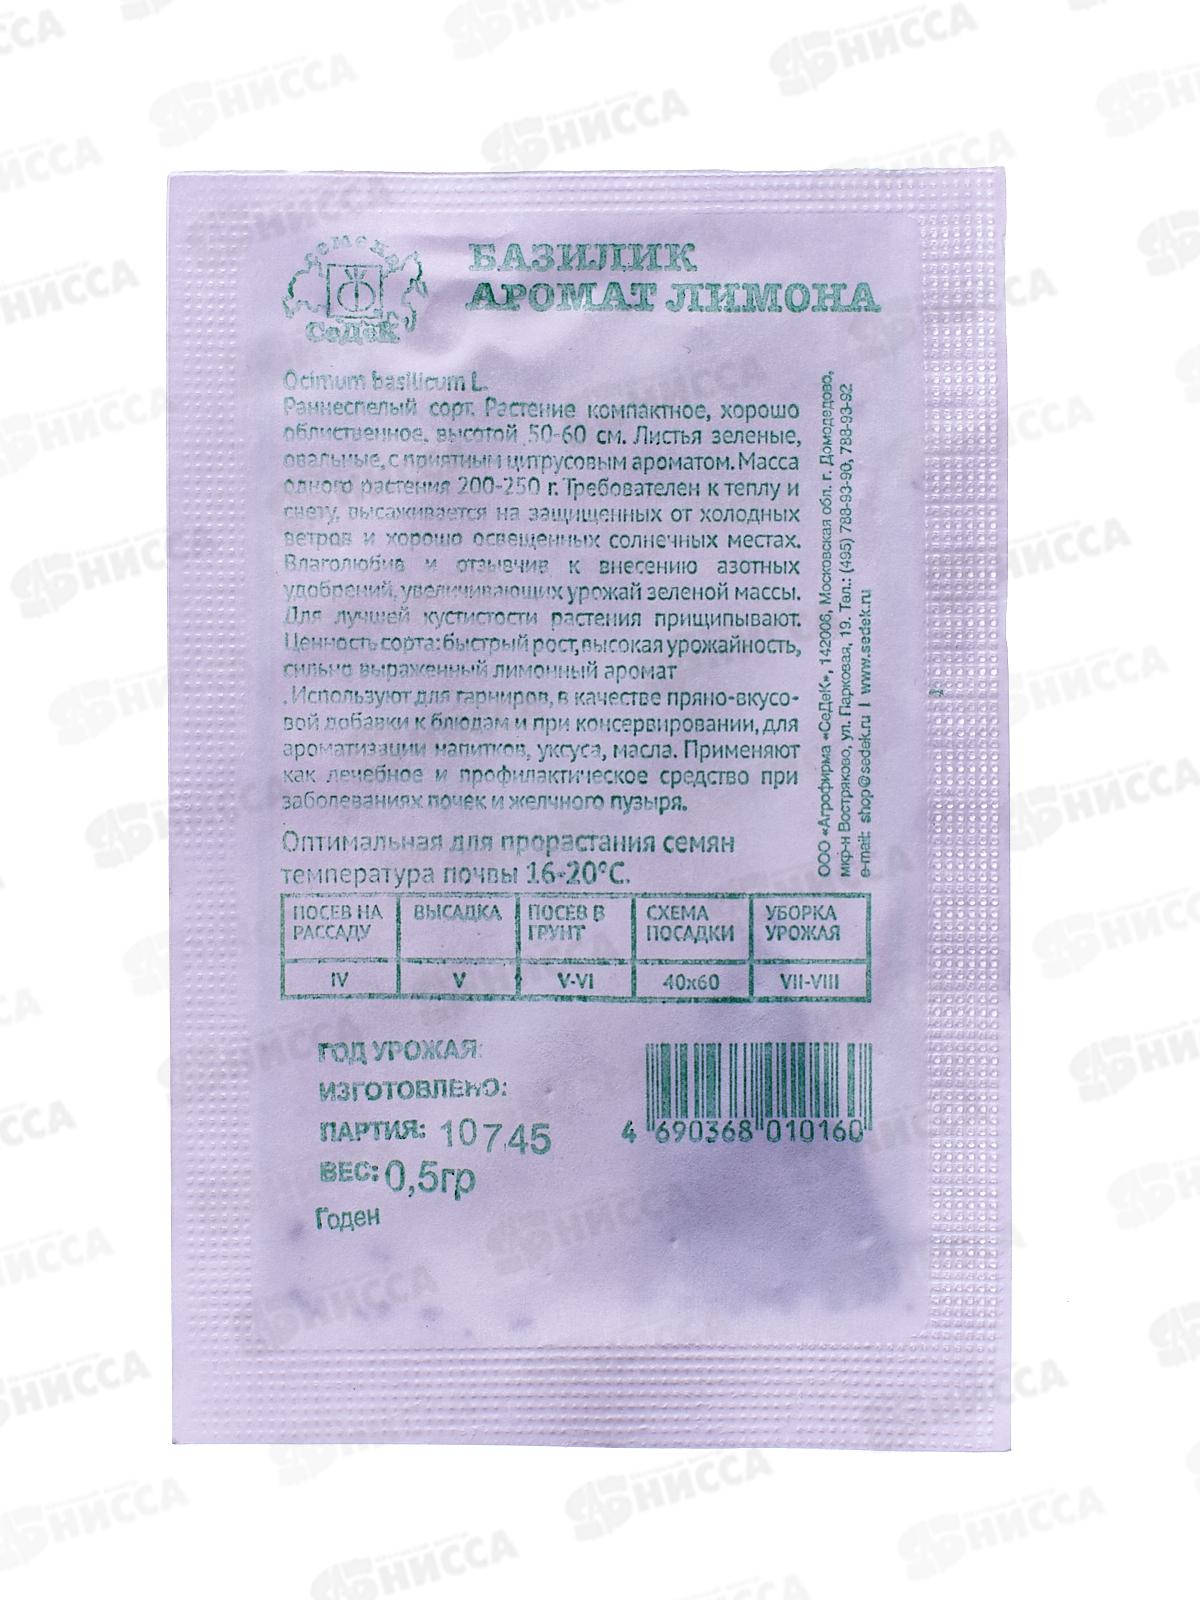 Семена
СеДеК
БАЗИЛИК
АРОМАТ ЛИМОНА
Ocimum basilicum L.
Раннеспелый сорт. Растение компактное, хорошо
облиственное, высотой 50-60 см. Листья зеленые,
овальные, с приятным цитрусовым ароматом. Масса
одного растения 200-250 г. Требователен к теплу и
свету, высаживается на защищенных от холодных
ветров и хорошо освещенных солнечных местах.
Влаголюбив и отзывчив к внесению азотных
удобрений, увеличивающих урожай зеленой массы.
Для лучшей кустистости растения прищипывают.
Ценность сорта: быстрый рост, высокая урожайность,
сильно выраженный лимонный аромат
. Используют для гарниров, в качестве пряно-вкусо-
вой добавки к блюдам и при консервировании, для
ароматизации напитков, уксуса, масла. Применяют
как лечебное и профилактическое средство при
заболеваниях почек и желчного пузыря.
Оптимальная для прорастания семян
температура почвы 16-20°С.
ПОСЕВ НА РАССАДУ ВЫСАДКА ПОСЕВ В ГРУНТ СХЕМА ПОСАДКИ УБОРКА УРОЖАЯ
IV V V-VI 40x60 VII-VIII
ООО «Агрофирма «СеДеК», 142006, Московская обл. г. Домодедово,
мкр-н Востряково, ул. Парковая, 19. Тел.: (495) 788-93-90, 788-93-92
e-mail: shop@sedek.ru | www.sedek.ru
ГОД УРОЖАЯ:
ИЗГОТОВЛЕНО:
ПАРТИЯ: 10745
ВЕС: 0,5гр
Годен
4 690368 010160
НИССА